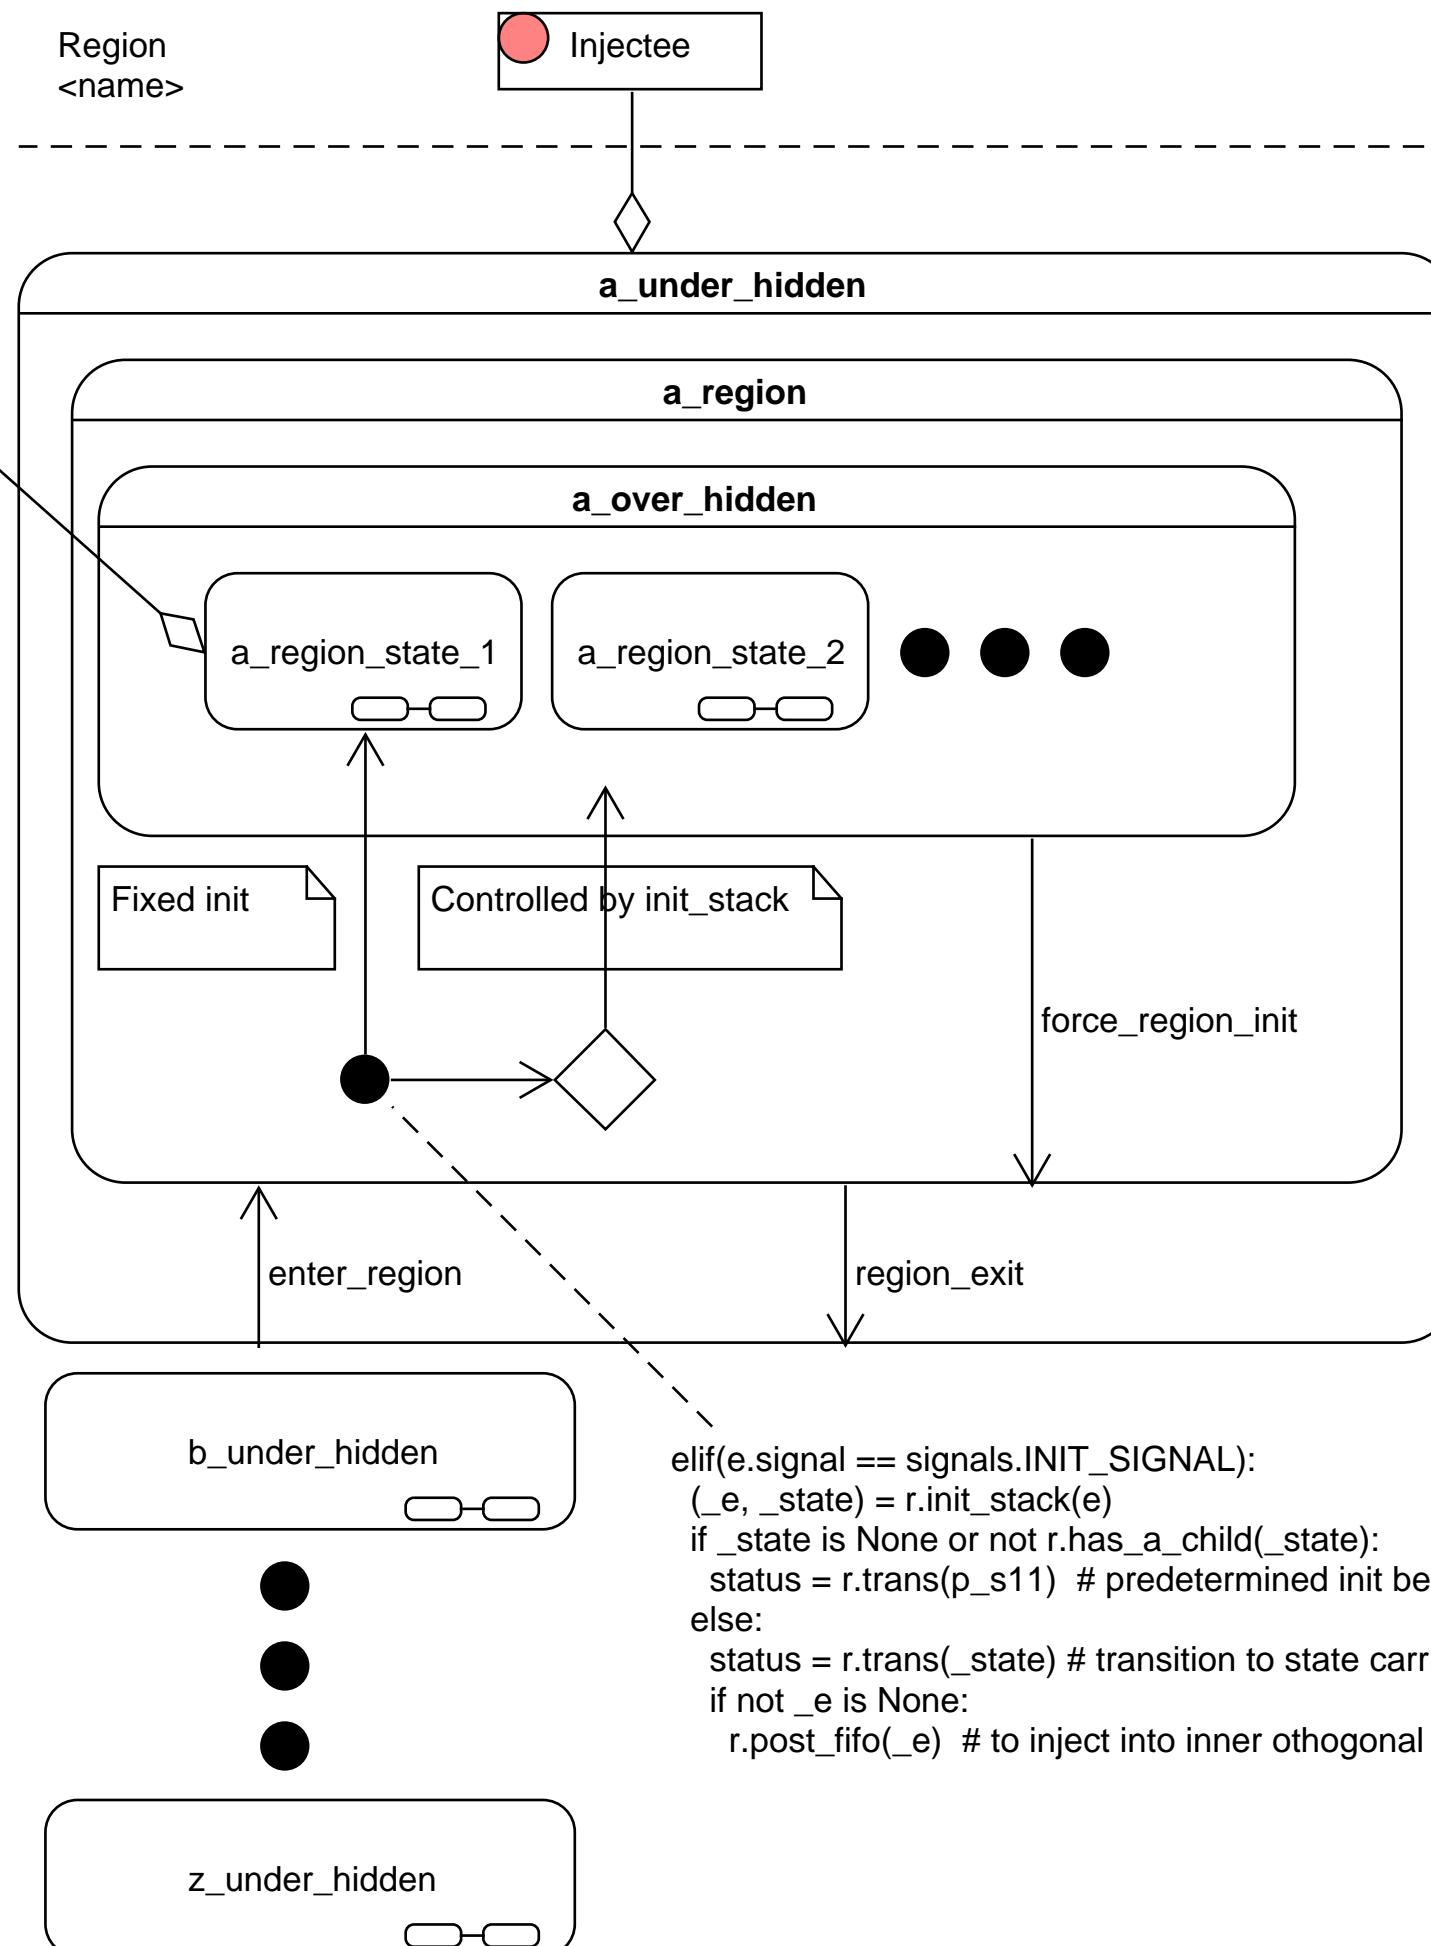 Region
<name>
Injectee
a_under_hidden
a_region
a_over_hidden
a_region_state_1
a_region_state_2
Fixed init
Controlled by init_stack
force_region_init
enter_region
region_exit
b_under_hidden
elif(e.signal == signals.INIT_SIGNAL):
(_e, _state) = r.init_stack(e)
if _state is None or not r.has_a_child(_state):
status = r.trans(p_s11)  # predetermined init be
else:
status = r.trans(_state) # transition to state carr
if not _e is None:
r.post_fifo(_e)  # to inject into inner othogonal
z_under_hidden